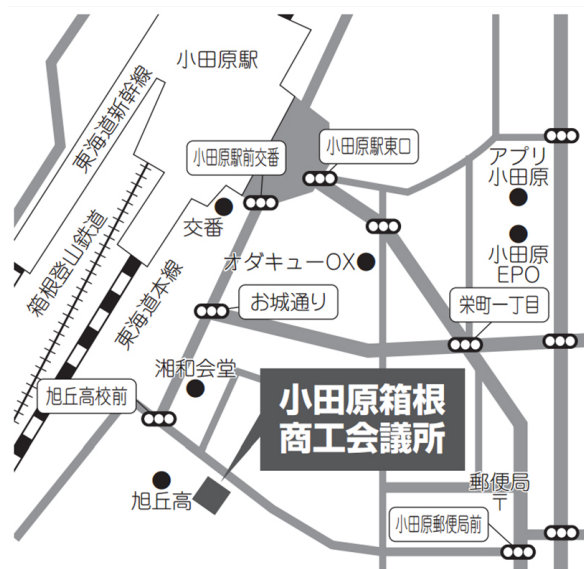 小田原駅
東海道新幹線
小田原駅前交番
小田原駅東口
アプリ
小田原
箱根登山鉄道
交番
小田原
EPO
東海道本線
オダキューOX
お城通り
栄町一丁目
湘和会堂
旭丘高校前
小田原箱根
商工会議所
旭丘高
郵便局
〒
小田原郵便局前